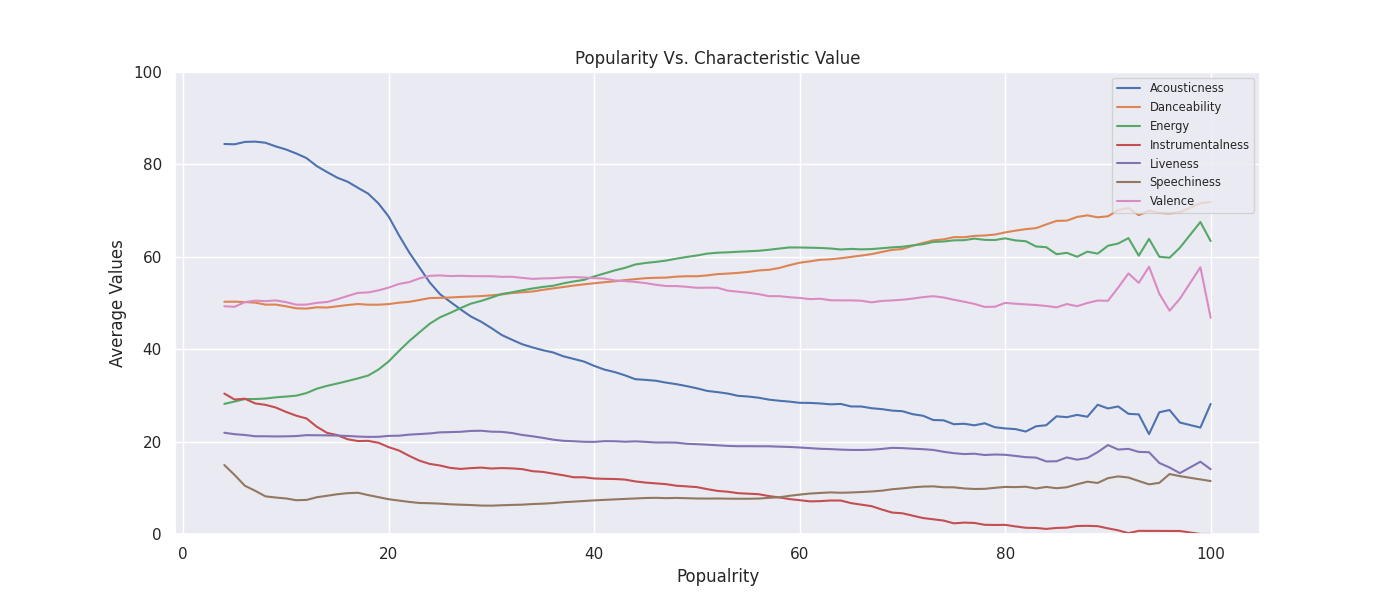 Popularity Vs. Characteristic Value
100
80
60
40
20
0
Average Values
Acousticness
Danceability
Energy
Instrumentalness
Liveness
Speechiness
Valence
0 20 40 60 80 100
Popualrity